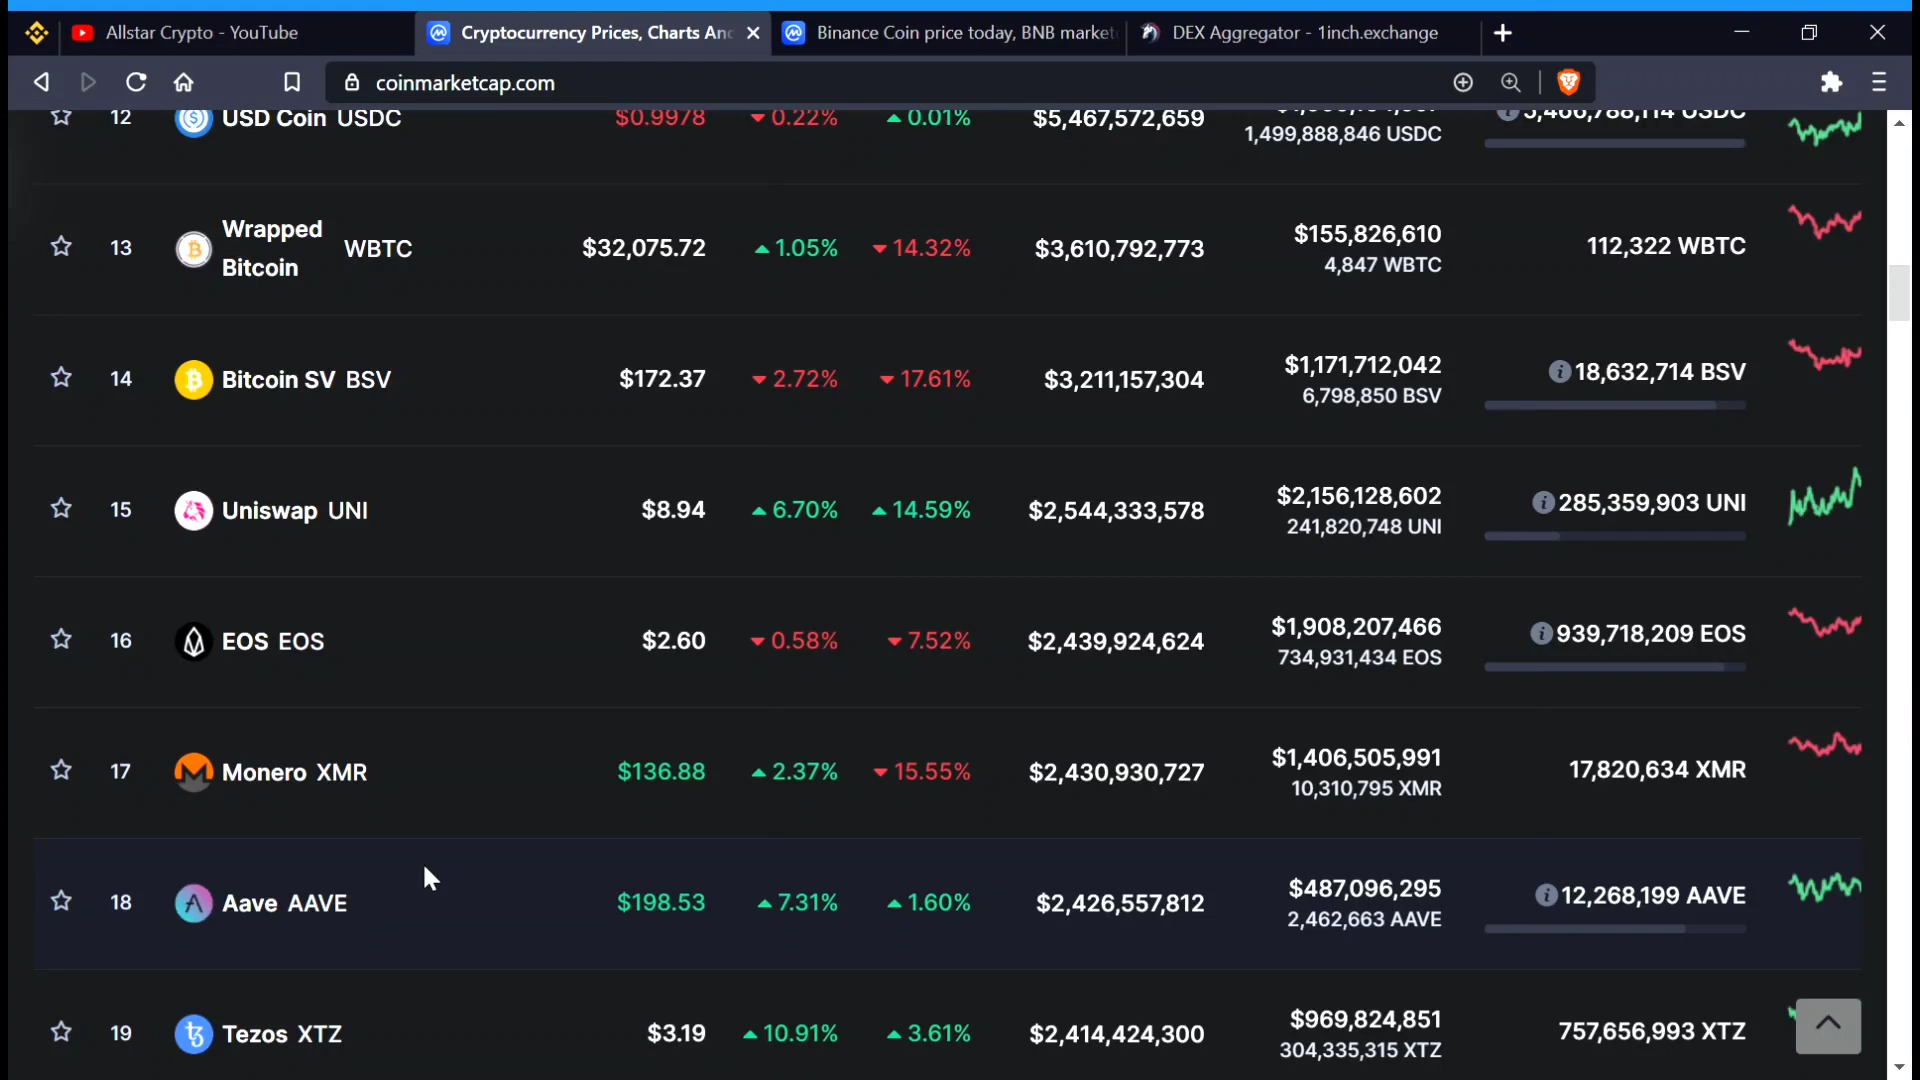 Allstar Crypto - YouTube
Cryptocurrency Prices, Charts An
Binance Coin price today, BNB market
DEX Aggregator - 1inch.exchange
coinmarketcap.com
12 USD Coin USDC $0.9978 0.22% 0.01% $5,467,572,659
1,499,888,846 USDC
13 Wrapped Bitcoin WBTC $32,075.72 1.05% 14.32% $3,610,792,773 $155,826,610 112,322 WBTC
4,847 WBTC
14 Bitcoin SV BSV $172.37 2.72% 17.61% $3,211,157,304 $1,171,712,042 18,632,714 BSV
6,798,850 BSV
15 Uniswap UNI $8.94 6.70% 14.59% $2,544,333,578 $2,156,128,602 285,359,903 UNI
241,820,748 UNI
16 EOS EOS $2.60 0.58% 7.52% $2,439,924,624 $1,908,207,466 939,718,209 EOS
734,931,434 EOS
17 Monero XMR $136.88 2.37% 15.55% $2,430,930,727 $1,406,505,991 17,820,634 XMR
10,310,795 XMR
18 Aave AAVE $198.53 7.31% 1.60% $2,426,557,812 $487,096,295 12,268,199 AAVE
2,462,663 AAVE
19 Tezos XTZ $3.19 10.91% 3.61% $2,414,424,300 $969,824,851 757,656,993 XTZ
304,335,315 XTZ